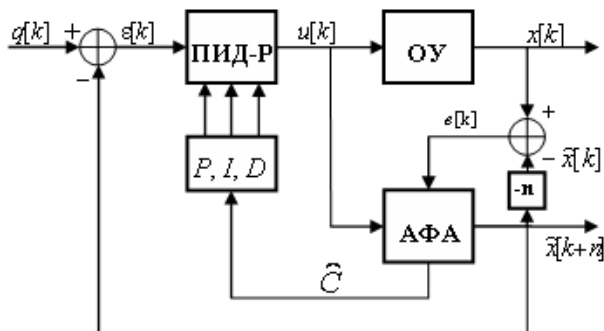 q[k]
+
ε[k]
ПИД-Р
u[k]
ОУ
x[k]
−
+
e[k]
− x̃[k]
P, I, D
-n
АФА
x̃[k+n]
Ĉ